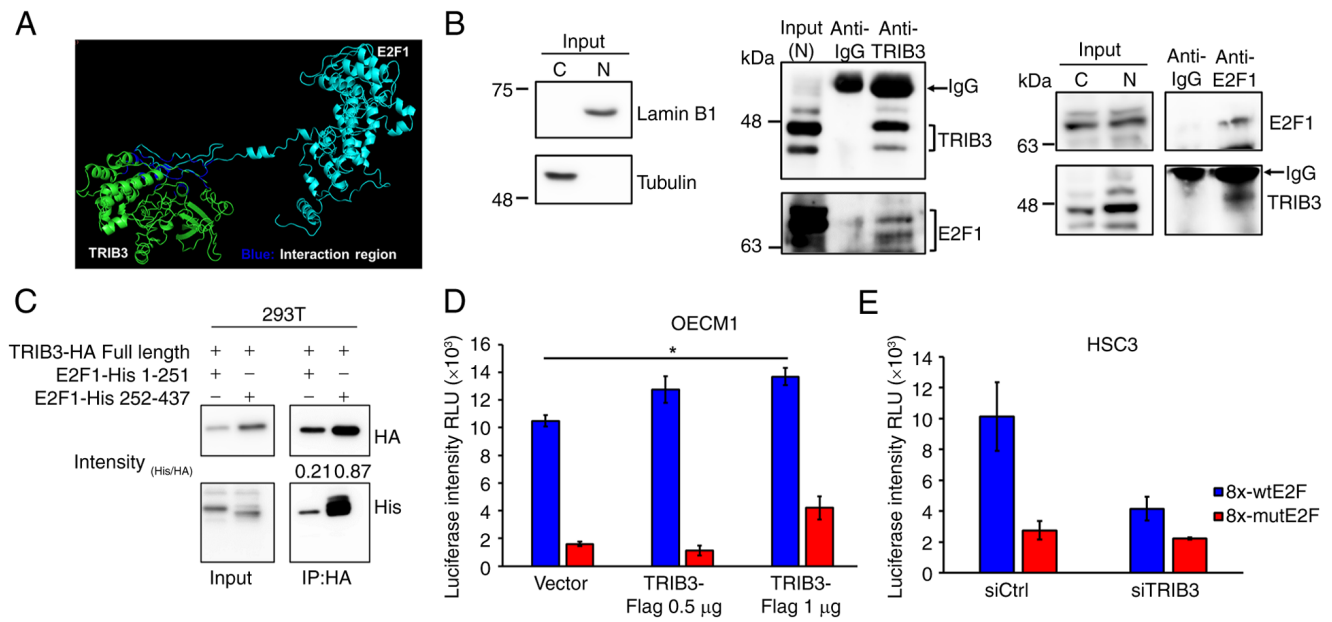 A
E2F1
TRIB3
Blue: Interaction region
B
Input
C N
75
Lamin B1
Tubulin
48
kDa
Input (N)
Anti-IgG
Anti-TRIB3
IgG
48
TRIB3
63
E2F1
kDa
Input
C N
Anti-IgG
Anti-E2F1
63
E2F1
IgG
48
TRIB3
C
293T
TRIB3-HA Full length + + + +
E2F1-His 1-251 + − + −
E2F1-His 252-437 − + − +
HA
Intensity (His/HA) 0.21 0.87
His
Input IP:HA
D
OECM1
Luciferase intensity RLU (×10³)
16
14
12
10
8
6
4
2
0
*
Vector
TRIB3-
Flag 0.5 µg
TRIB3-
Flag 1 µg
E
HSC3
Luciferase intensity RLU (×10³)
14
12
10
8
6
4
2
0
siCtrl
siTRIB3
8x-wtE2F
8x-mutE2F